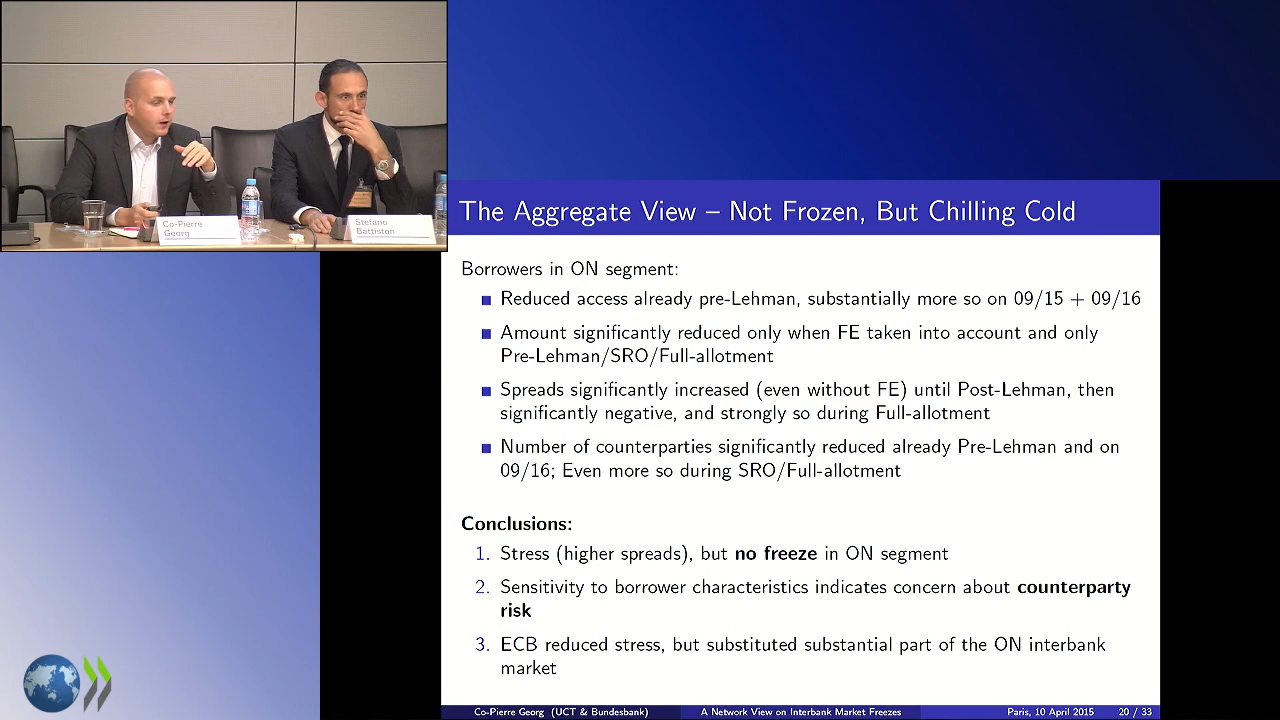 Co-Pierre
Georg
Stefano
Battiston
The Aggregate View – Not Frozen, But Chilling Cold
Borrowers in ON segment:
Reduced access already pre-Lehman, substantially more so on 09/15 + 09/16
Amount significantly reduced only when FE taken into account and only
Pre-Lehman/SRO/Full-allotment
Spreads significantly increased (even without FE) until Post-Lehman, then
significantly negative, and strongly so during Full-allotment
Number of counterparties significantly reduced already Pre-Lehman and on
09/16; Even more so during SRO/Full-allotment
Conclusions:
1. Stress (higher spreads), but no freeze in ON segment
2. Sensitivity to borrower characteristics indicates concern about counterparty
risk
3. ECB reduced stress, but substituted substantial part of the ON interbank
market
Co-Pierre Georg (UCT & Bundesbank) A Network View on Interbank Market Freezes Paris, 10 April 2015 20 / 33